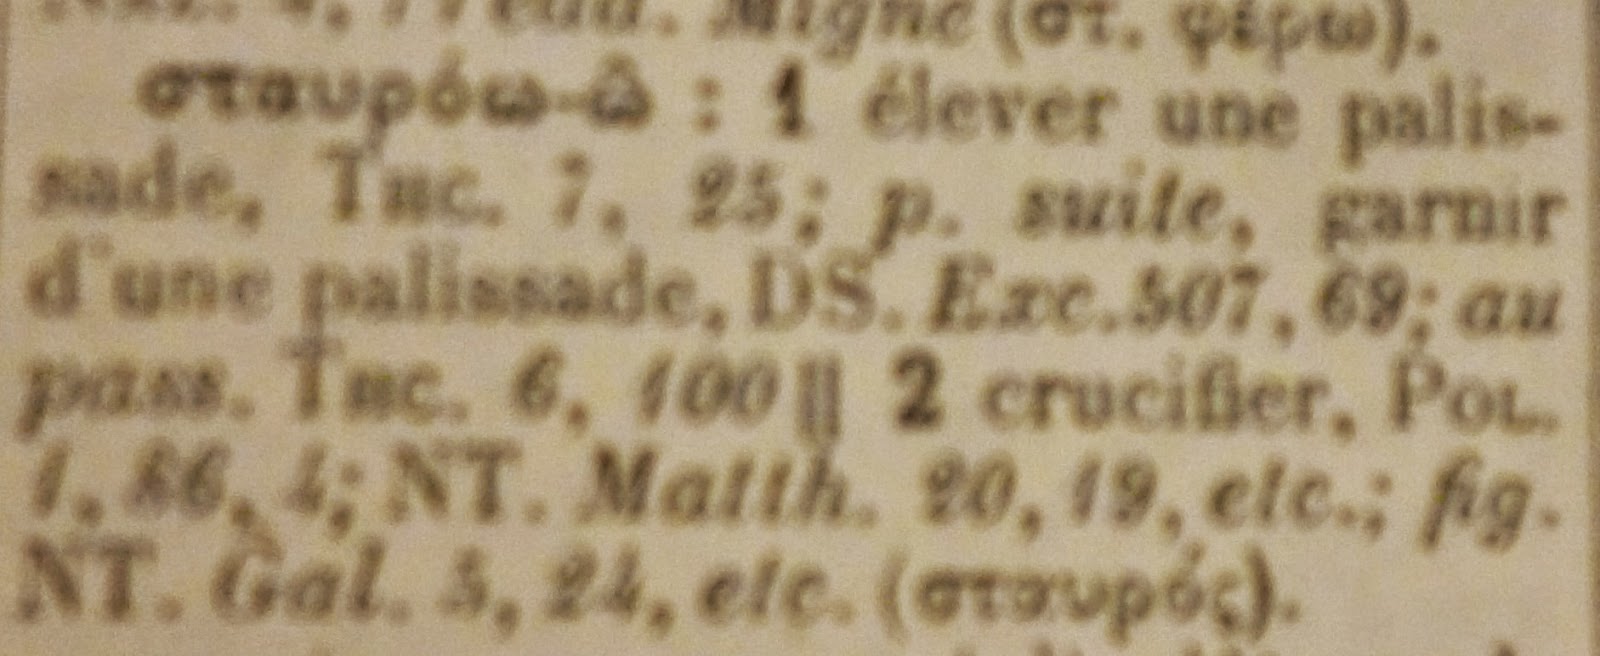 Migne (στ. φέρω).
σταυρόω-ῶ : 1 élever une palis-
sade, Thc. 7, 25; p. suite, garnir
d'une palissade, DS. Exc. 507, 69; au
pass. Thc. 6, 100 || 2 crucifier, Pol.
1, 86, 4; NT. Matth. 20, 19, etc.; fig.
NT. Gal. 5, 24, etc. (σταυρός).